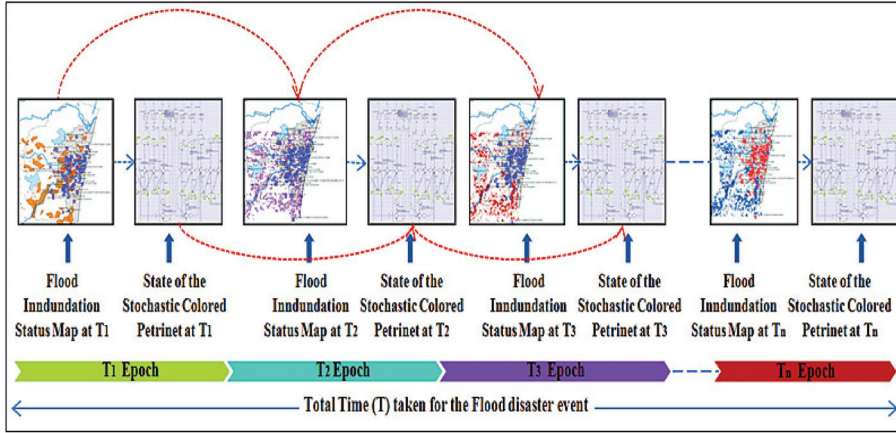 Flood
Inndundation
Status Map at T1
State of the
Stochastic Colored
Petrinet at T1
Flood
Inndundation
Status Map at T2
State of the
Stochastic Colored
Petrinet at T2
Flood
Inndundation
Status Map at T3
State of the
Stochastic Colored
Petrinet at T3
Flood
Inndundation
Status Map at Tn
State of the
Stochastic Colored
Petrinet at Tn
T1 Epoch
T2 Epoch
T3 Epoch
Tn Epoch
Total Time (T) taken for the Flood disaster event